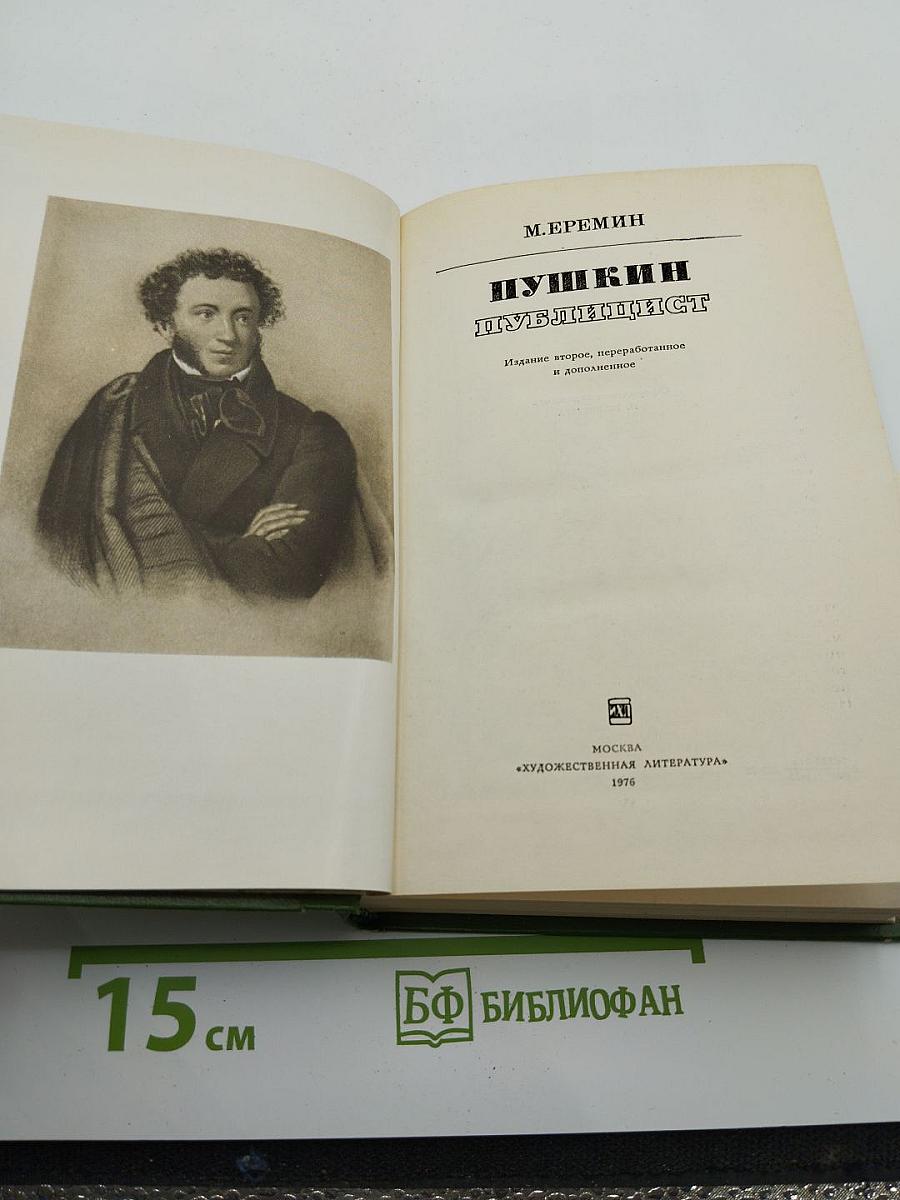 М. ЕРЕМИН
ПУШКИН
ПУБЛИЦИСТ
Издание второе, переработанное
и дополненное
МОСКВА
«ХУДОЖЕСТВЕННАЯ ЛИТЕРАТУРА»
1976
15 см
БФ БИБЛИОФАН